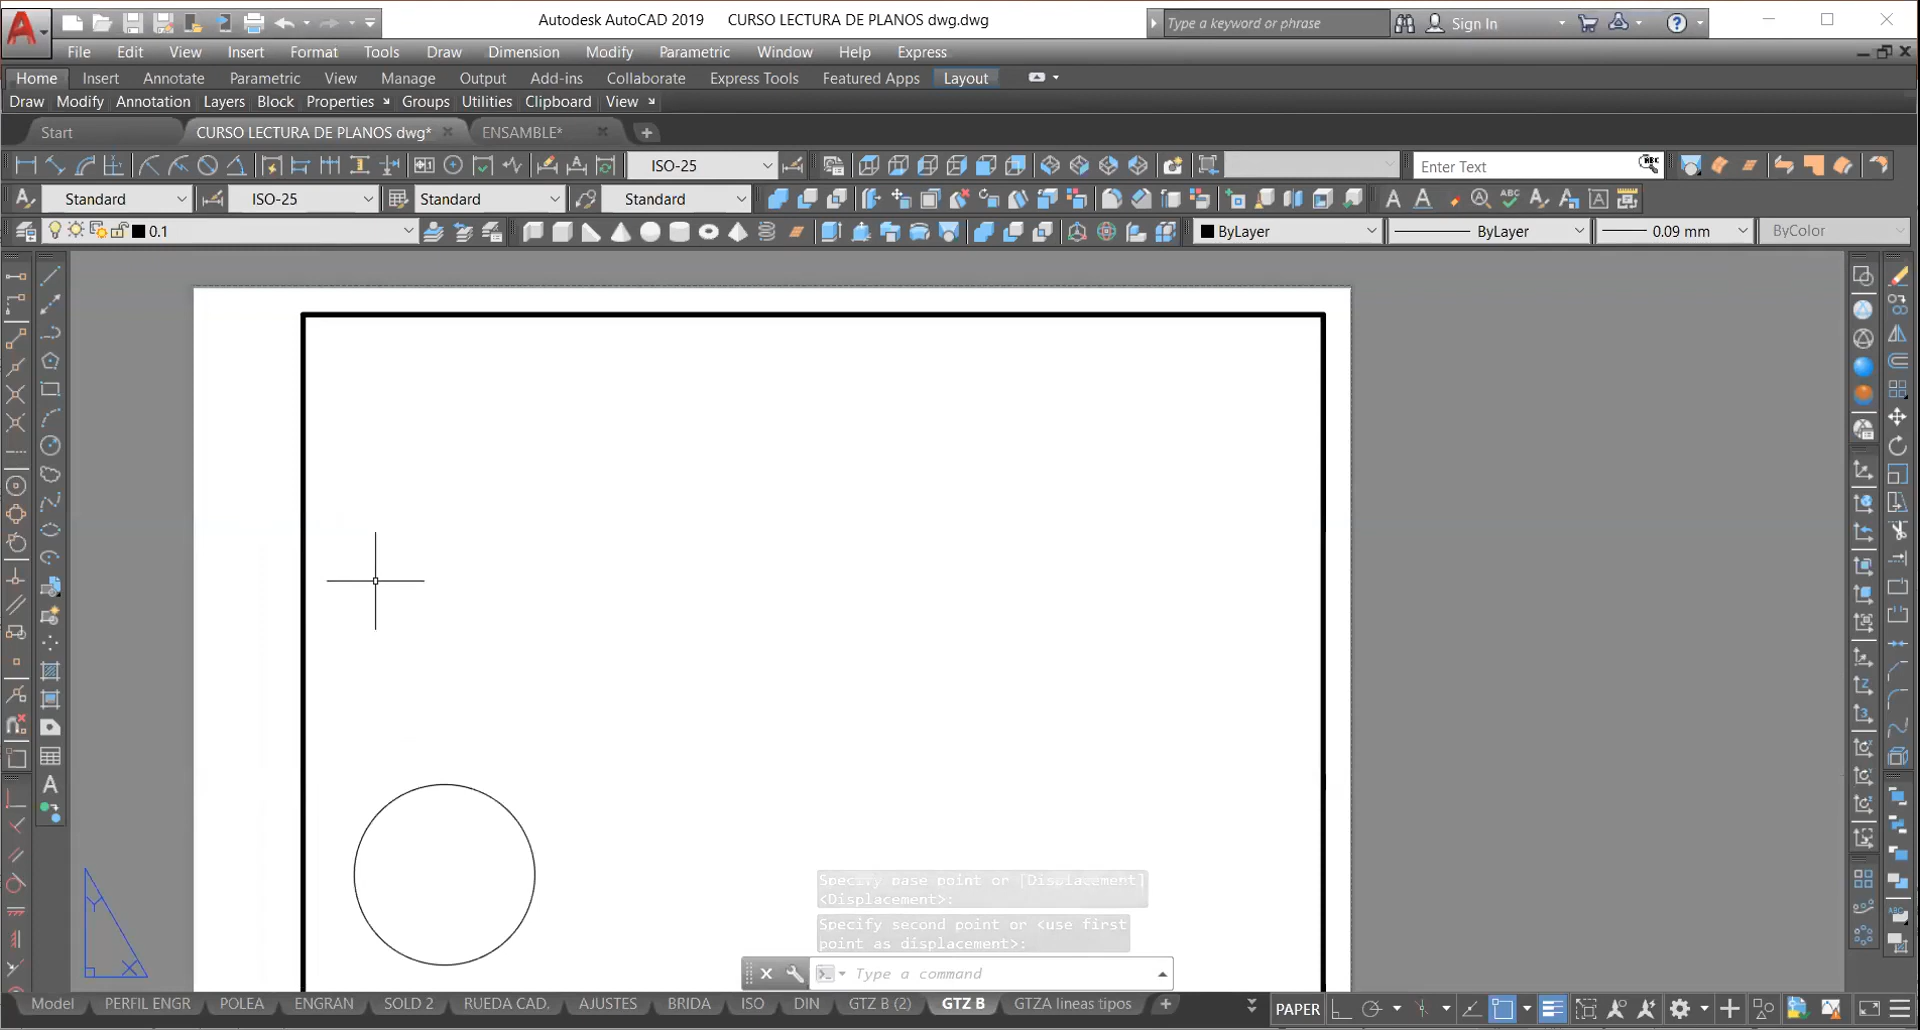 Autodesk AutoCAD 2019 CURSO LECTURA DE PLANOS dwg.dwg Type a keyword or phrase Sign In
File Edit View Insert Format Tools Draw Dimension Modify Parametric Window Help Express
Home Insert Annotate Parametric View Manage Output Add-ins Collaborate Express Tools Featured Apps Layout
Draw Modify Annotation Layers Block Properties Groups Utilities Clipboard View
Start CURSO LECTURA DE PLANOS dwg* ENSAMBLE*
ISO-25 Enter Text ABC
Standard ISO-25 Standard Standard
0.1 ByLayer ByLayer 0.09 mm ByColor
Specify base point or [Displacement]
<Displacement>:
Specify second point or <use first
point as displacement>:
Y
X
Type a command
Model PERFIL ENGR POLEA ENGRAN SOLD 2 RUEDA CAD. AJUSTES BRIDA ISO DIN GTZ B (2) GTZ B GTZA lineas tipos PAPER